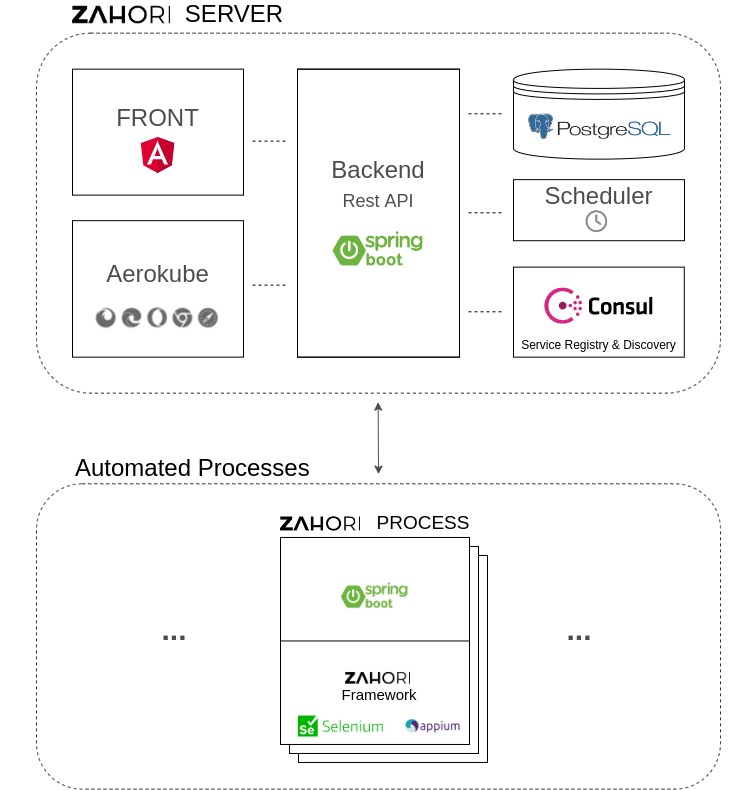 ZAHORI SERVER
FRONT
A
Aerokube
Backend
Rest API
spring
boot
PostgreSQL
Scheduler
Consul
Service Registry & Discovery
Automated Processes
ZAHORI PROCESS
spring
boot
...
...
ZAHORI
Framework
Se Selenium
appium